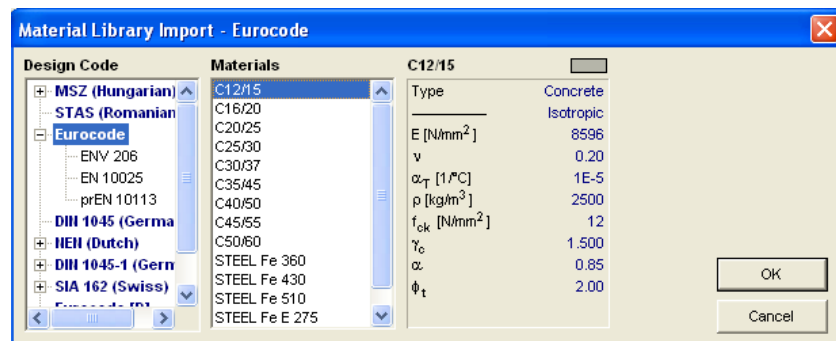 Material Library Import - Eurocode
Design Code
MSZ (Hungarian)
STAS (Romanian
Eurocode
ENV 206
EN 10025
prEN 10113
DIN 1045 (Germa
NEN (Dutch)
DIN 1045-1 (Germ
SIA 162 (Swiss)
Materials
C12/15
C16/20
C20/25
C25/30
C30/37
C35/45
C40/50
C45/55
C50/60
STEEL Fe 360
STEEL Fe 430
STEEL Fe 510
STEEL Fe E 275
C12/15
Type Concrete
Isotropic
E [N/mm²] 8596
ν 0.20
α_T [1/°C] 1E-5
ρ [kg/m³] 2500
f_ck [N/mm²] 12
γ_c 1.500
α 0.85
ϕ_t 2.00
OK
Cancel